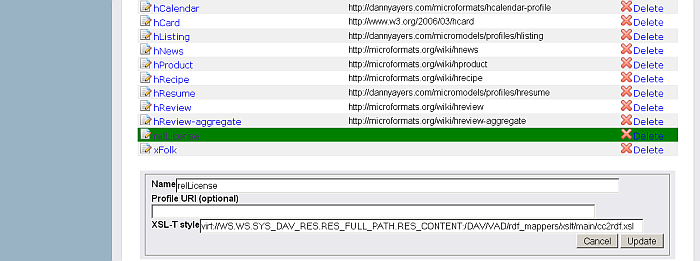 hCalendar http://dannyayers.com/microformats/hcalendar-profile Delete
hCard http://www.w3.org/2006/03/hcard Delete
hListing http://dannyayers.com/micromodels/profiles/hlisting Delete
hNews http://microformats.org/wiki/hnews Delete
hProduct http://microformats.org/wiki/hproduct Delete
hRecipe http://microformats.org/wiki/hrecipe Delete
hResume http://dannyayers.com/micromodels/profiles/hresume Delete
hReview http://microformats.org/wiki/hreview Delete
hReview-aggregate http://microformats.org/wiki/hreview-aggregate Delete
relLicense Delete
xFolk Delete
Name relLicense
Profile URI (optional)
XSL-T style virt://WS.WS.SYS_DAV_RES.RES_FULL_PATH.RES_CONTENT:/DAV/VAD/rdf_mappers/xslt/main/cc2rdf.xsl
Cancel Update